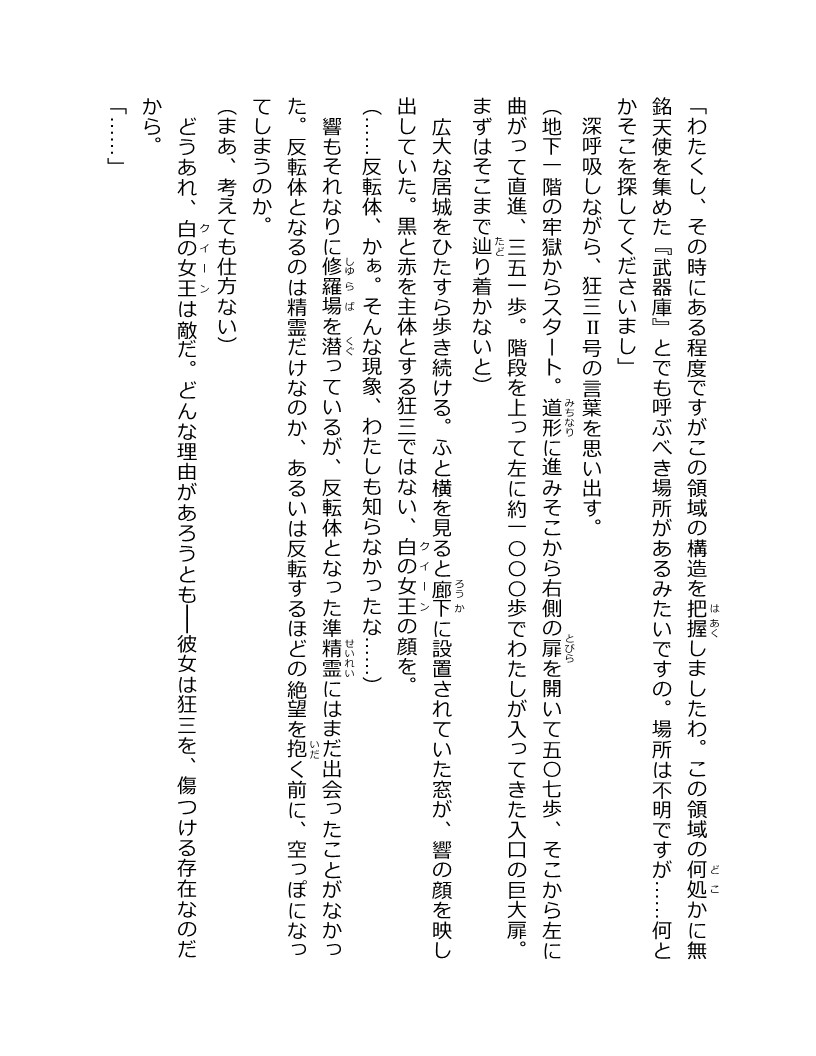 「わたくし、その時にある程度ですがこの領域の構造を把握しましたわ。この領域の何処かに無
銘天使を集めた『武器庫』とでも呼ぶべき場所があるみたいですの。場所は不明ですが……何と
かそこを探してくださいまし」
深呼吸しながら、狂三Ⅱ号の言葉を思い出す。
(地下一階の牢獄からスタート。道形に進みそこから右側の扉を開いて五〇七歩、そこから左に
曲がって直進、三五一歩。階段を上って左に約一〇〇〇歩でわたしが入ってきた入口の巨大扉。
まずはそこまで辿り着かないと)
広大な居城をひたすら歩き続ける。ふと横を見ると廊下に設置されていた窓が、響の顔を映し
出していた。黒と赤を主体とする狂三ではない、白の女王の顔を。
(……反転体、かぁ。そんな現象、わたしも知らなかったな……)
響もそれなりに修羅場を潜っているが、反転体となった準精霊にはまだ出会ったことがなかっ
た。反転体となるのは精霊だけなのか、あるいは反転するほどの絶望を抱く前に、空っぽになっ
てしまうのか。
(まあ、考えても仕方ない)
どうあれ、白の女王は敵だ。どんな理由があろうとも――彼女は狂三を、傷つける存在なのだ
から。
「……」